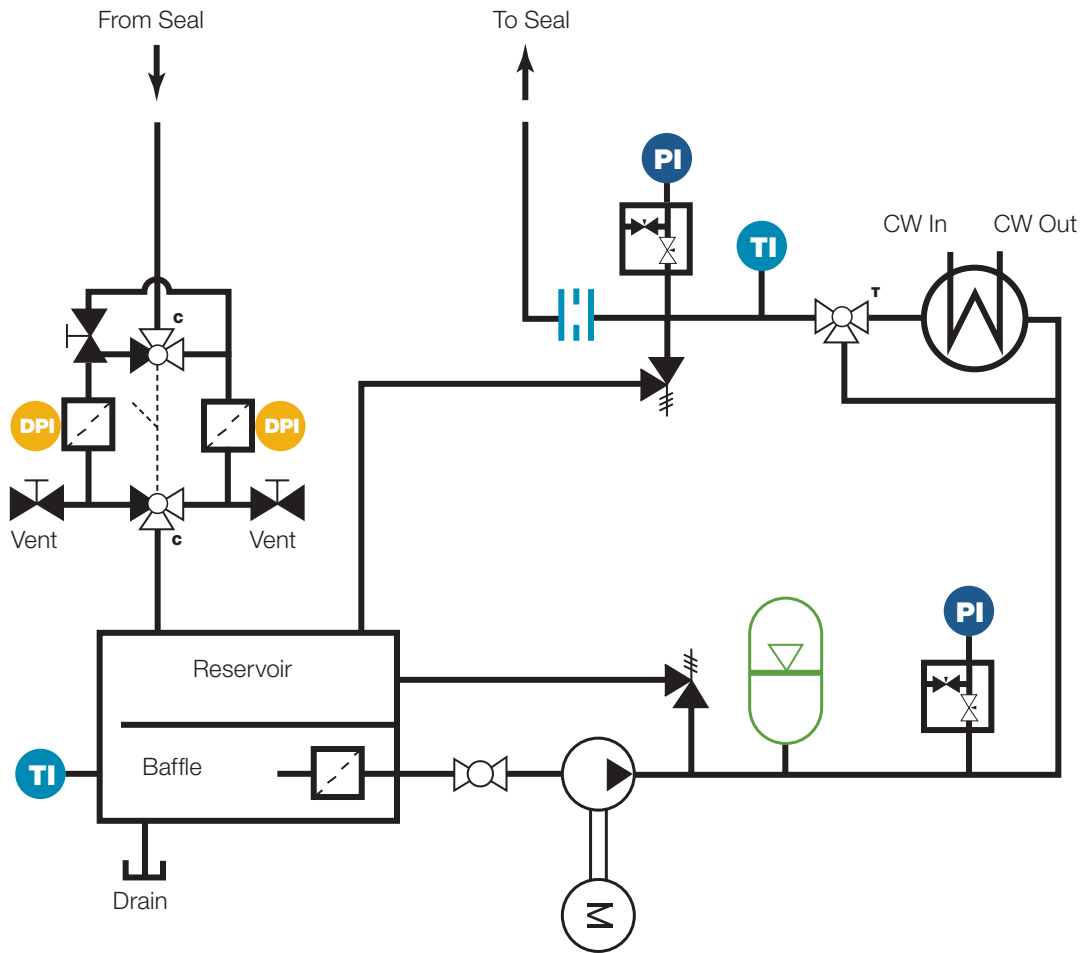 From Seal
To Seal
PI
CW In
CW Out
TI
T
C
DPI
DPI
Vent
Vent
C
PI
Reservoir
Baffle
TI
Drain
M